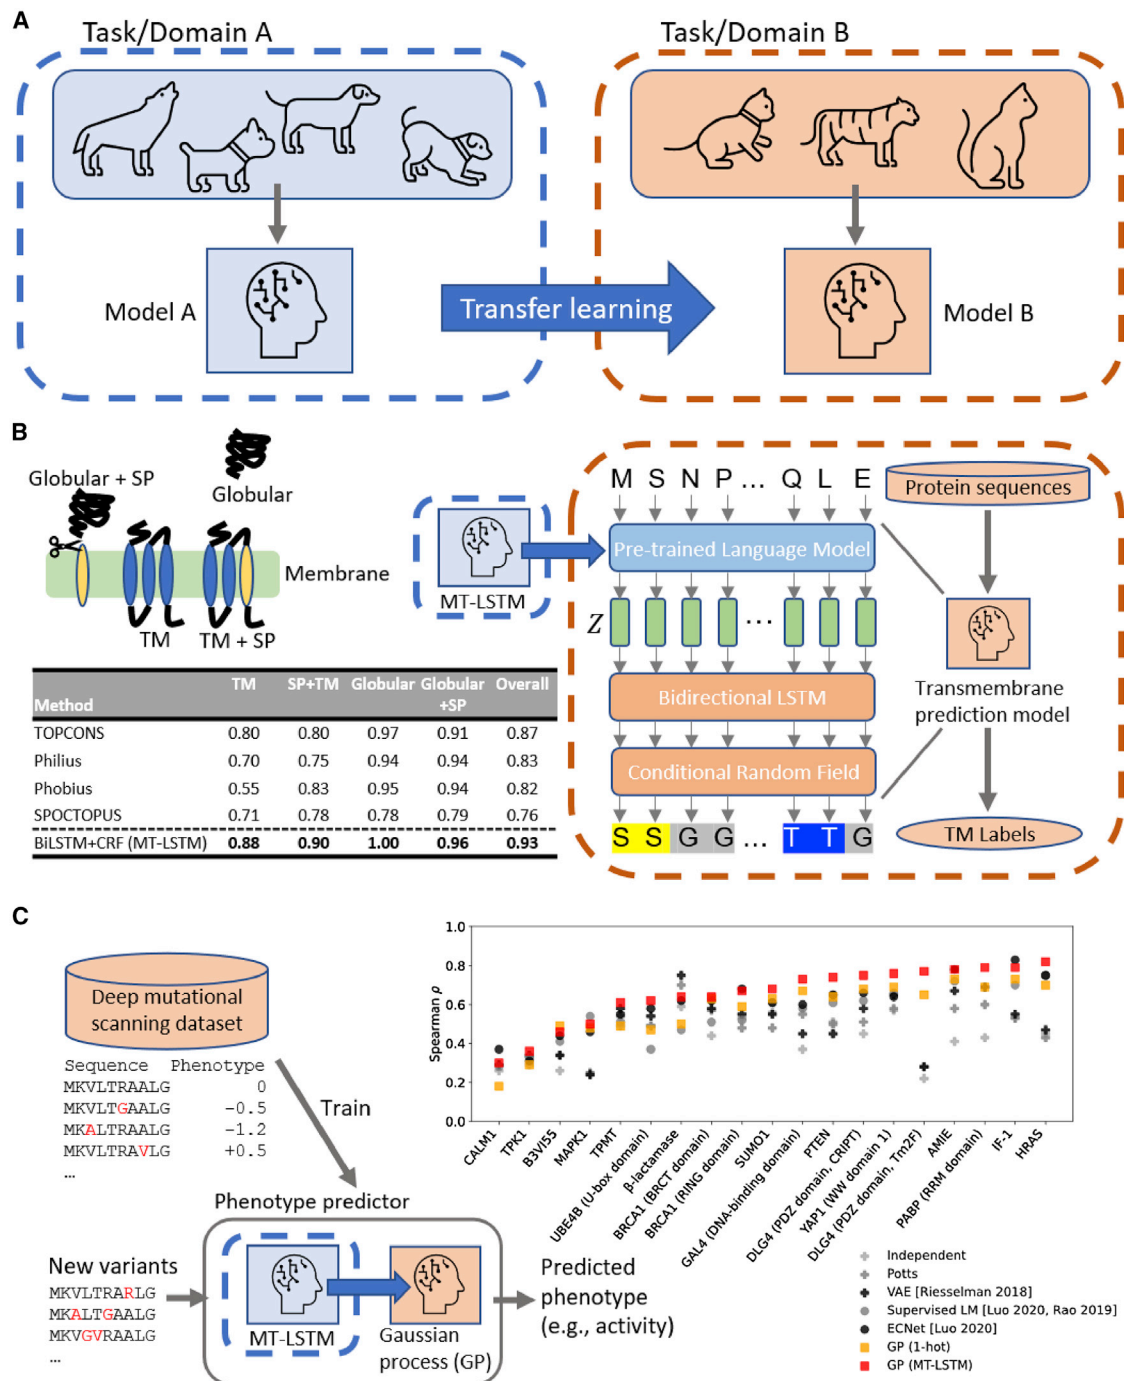 A
Task/Domain A
Task/Domain B
Model A
Transfer learning
Model B
B
Globular + SP
Globular
Membrane
TM
TM + SP
MT-LSTM
M S N P ... Q L E
Pre-trained Language Model
Z
...
Bidirectional LSTM
Conditional Random Field
S S G G ... T T G
Protein sequences
Transmembrane
prediction model
TM Labels
Method TM SP+TM Globular Globular +SP Overall
TOPCONS 0.80 0.80 0.97 0.91 0.87
Philius 0.70 0.75 0.94 0.94 0.83
Phobius 0.55 0.83 0.95 0.94 0.82
SPOCTOPUS 0.71 0.78 0.78 0.79 0.76
BiLSTM+CRF (MT-LSTM) 0.88 0.90 1.00 0.96 0.93
C
Deep mutational
scanning dataset
Sequence Phenotype
MKVLTRAALG 0
MKVLTGAALG -0.5
MKALTRAALG -1.2
MKVLTRAVLG +0.5
...
Train
Phenotype predictor
New variants
MKVLTRARLG
MKALTGAALG
MKVGVRAALG
...
MT-LSTM
Gaussian
process (GP)
Predicted
phenotype
(e.g., activity)
Spearman ρ
1.0
0.8
0.6
0.4
0.2
0.0
CALM1
TPK1
B3VI55
MAPK1
TPMT
UBE4B (U-box domain)
β-lactamase
BRCA1 (BRCT domain)
BRCA1 (RING domain)
SUMO1
GAL4 (DNA-binding domain)
PTEN
DLG4 (PDZ domain, CRIPT)
YAP1 (WW domain 1)
DLG4 (PDZ domain, Tm2F)
AMIE
PABP (RRM domain)
IF-1
HRAS
Independent
Potts
VAE [Riesselman 2018]
Supervised LM [Luo 2020, Rao 2019]
ECNet [Luo 2020]
GP (1-hot)
GP (MT-LSTM)